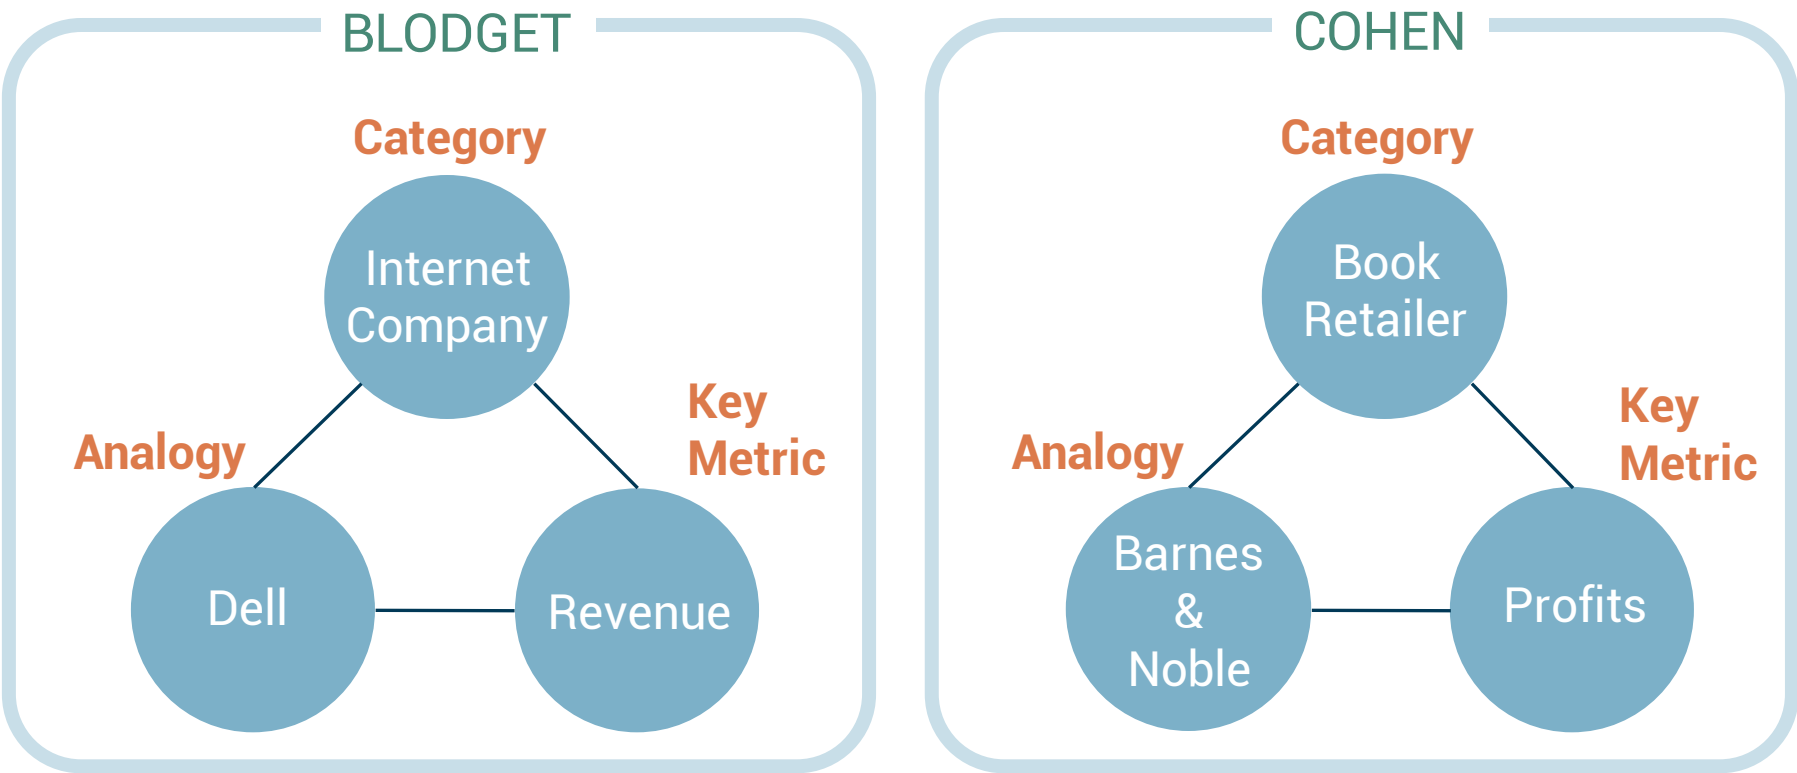 BLODGET
Category
Internet
Company
Analogy
Key
Metric
Dell
Revenue
COHEN
Category
Book
Retailer
Analogy
Key
Metric
Barnes
&
Noble
Profits